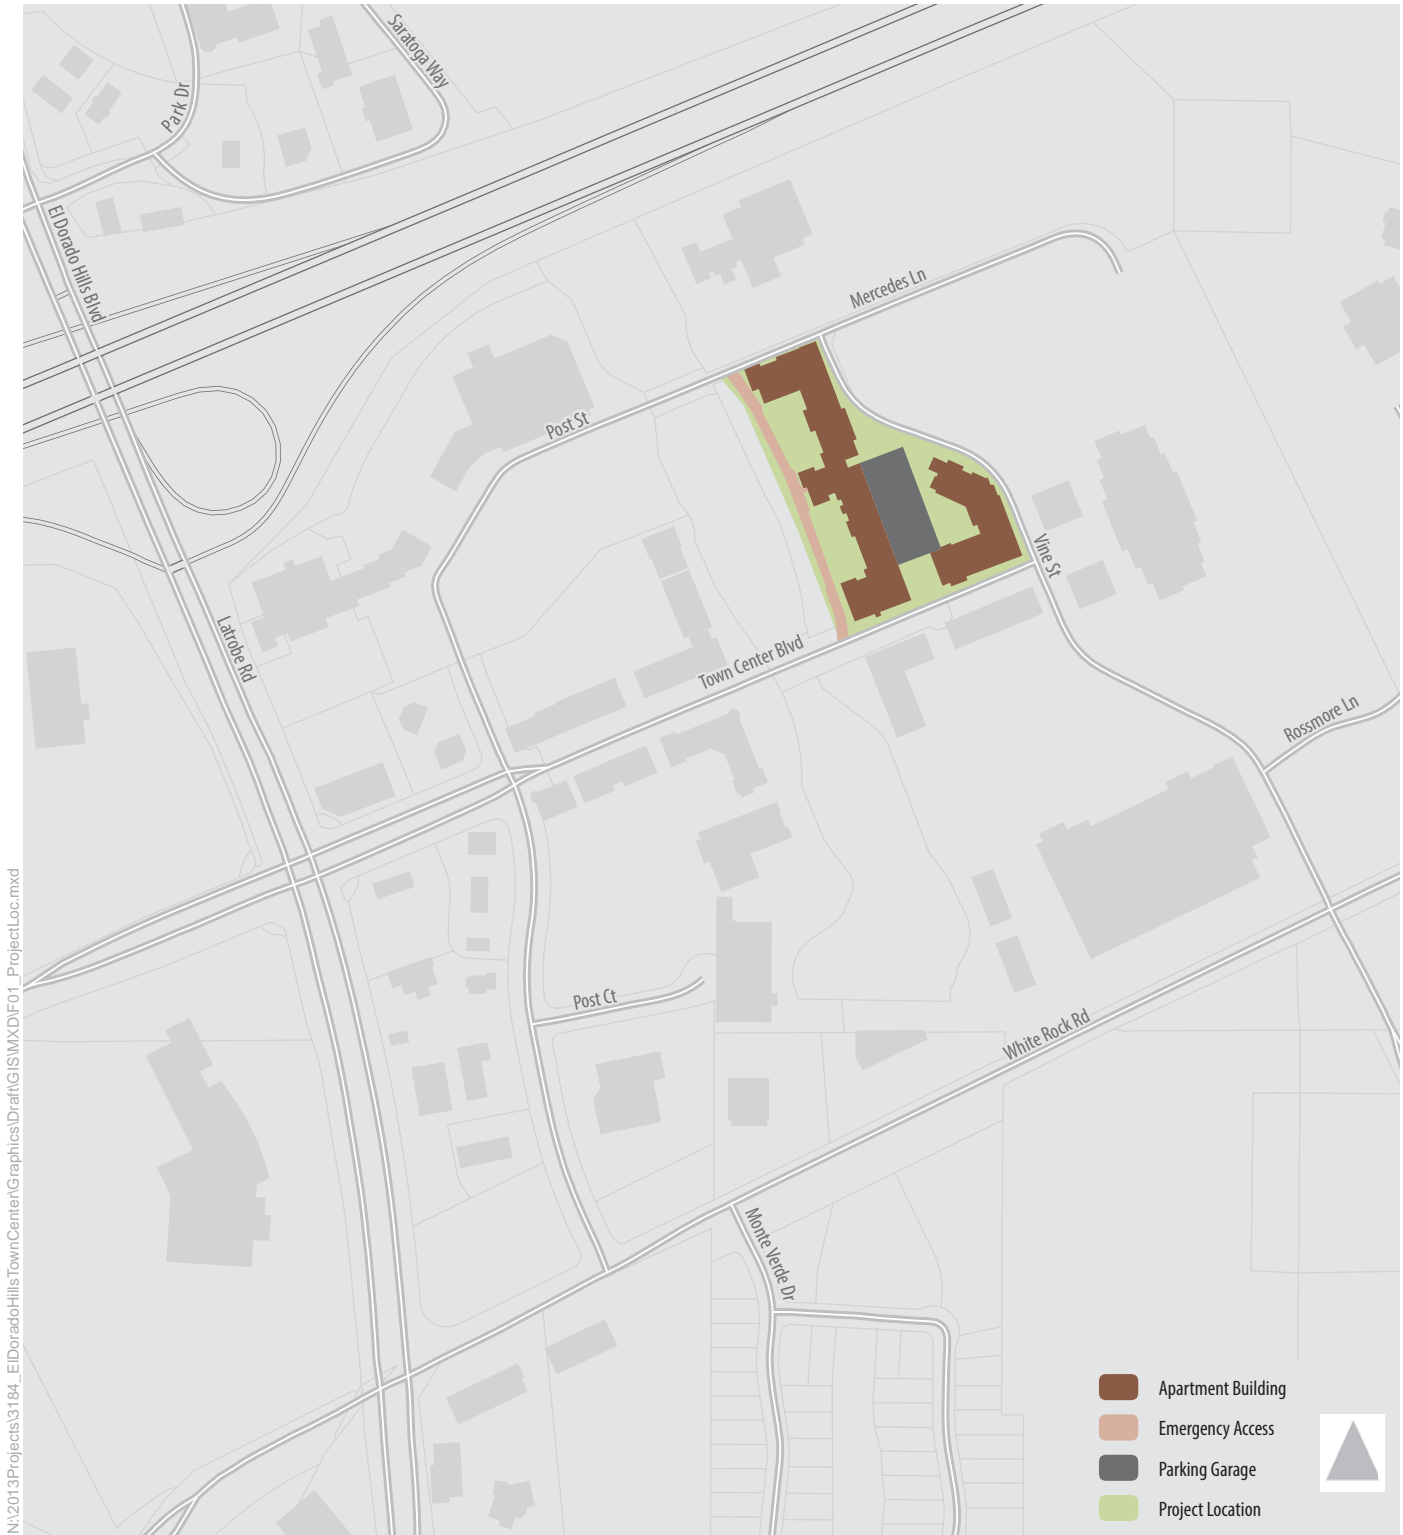 Saratoga Way
Park Dr
El Dorado Hills Blvd
Mercedes Ln
Post St
Vine St
Latrobe Rd
Town Center Blvd
Rossmore Ln
Post Ct
White Rock Rd
Monte Verde Dr
Apartment Building
Emergency Access
Parking Garage
Project Location
N:\2013Projects\3184_ElDoradoHillsTownCenter\Graphics\Draft\GIS\MXD\F01_ProjectLoc.mxd